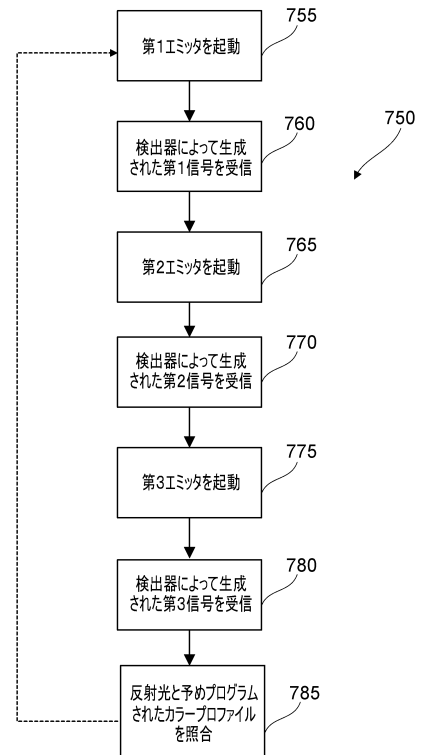 第1エミッタを起動
755
750
検出器によって生成
された第1信号を受信
760
第2エミッタを起動
765
検出器によって生成
された第2信号を受信
770
第3エミッタを起動
775
検出器によって生成
された第3信号を受信
780
反射光と予めプログラム
されたカラープロファイル
を照合
785